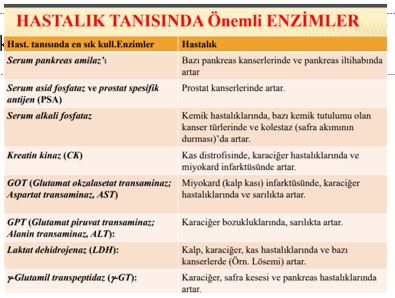 HASTALIK TANISINDA Önemli ENZİMLER
Hast. tanısında en sık kull.Enzimler
Hastalık
Serum pankreas amilaz’ı
Bazı pankreas kanserlerinde ve pankreas iltihabında
artar
Serum asid fosfataz ve prostat spesifik
antijen (PSA)
Prostat kanserlerinde artar.
Serum alkali fosfataz
Kemik hastalıklarında, bazı kemik tutulumu olan
kanser türlerinde ve kolestaz (safra akımının
durması)’da artar.
Kreatin kinaz (CK)
Kas distrofisinde, karaciğer hastalıklarında ve
miyokard infarktüsünde artar.
GOT (Glutamat okzalasetat transaminaz;
Aspartat transaminaz, AST)
Miyokard (kalp kası) infarktüsünde, karaciğer
hastalıklarında ve sarılıkta artar.
GPT (Glutamat piruvat transaminaz;
Alanin transaminaz, ALT):
Karaciğer bozukluklarında, sarılıkta artar.
Laktat dehidrojenaz (LDH):
Kalp, karaciğer, kas hastalıklarında ve bazı
kanserlerde (Örn. Lösemi) artar.
γ-Glutamil transpeptidaz (γ-GT):
Karaciğer, safra kesesi ve pankreas hastalıklarında
artar.